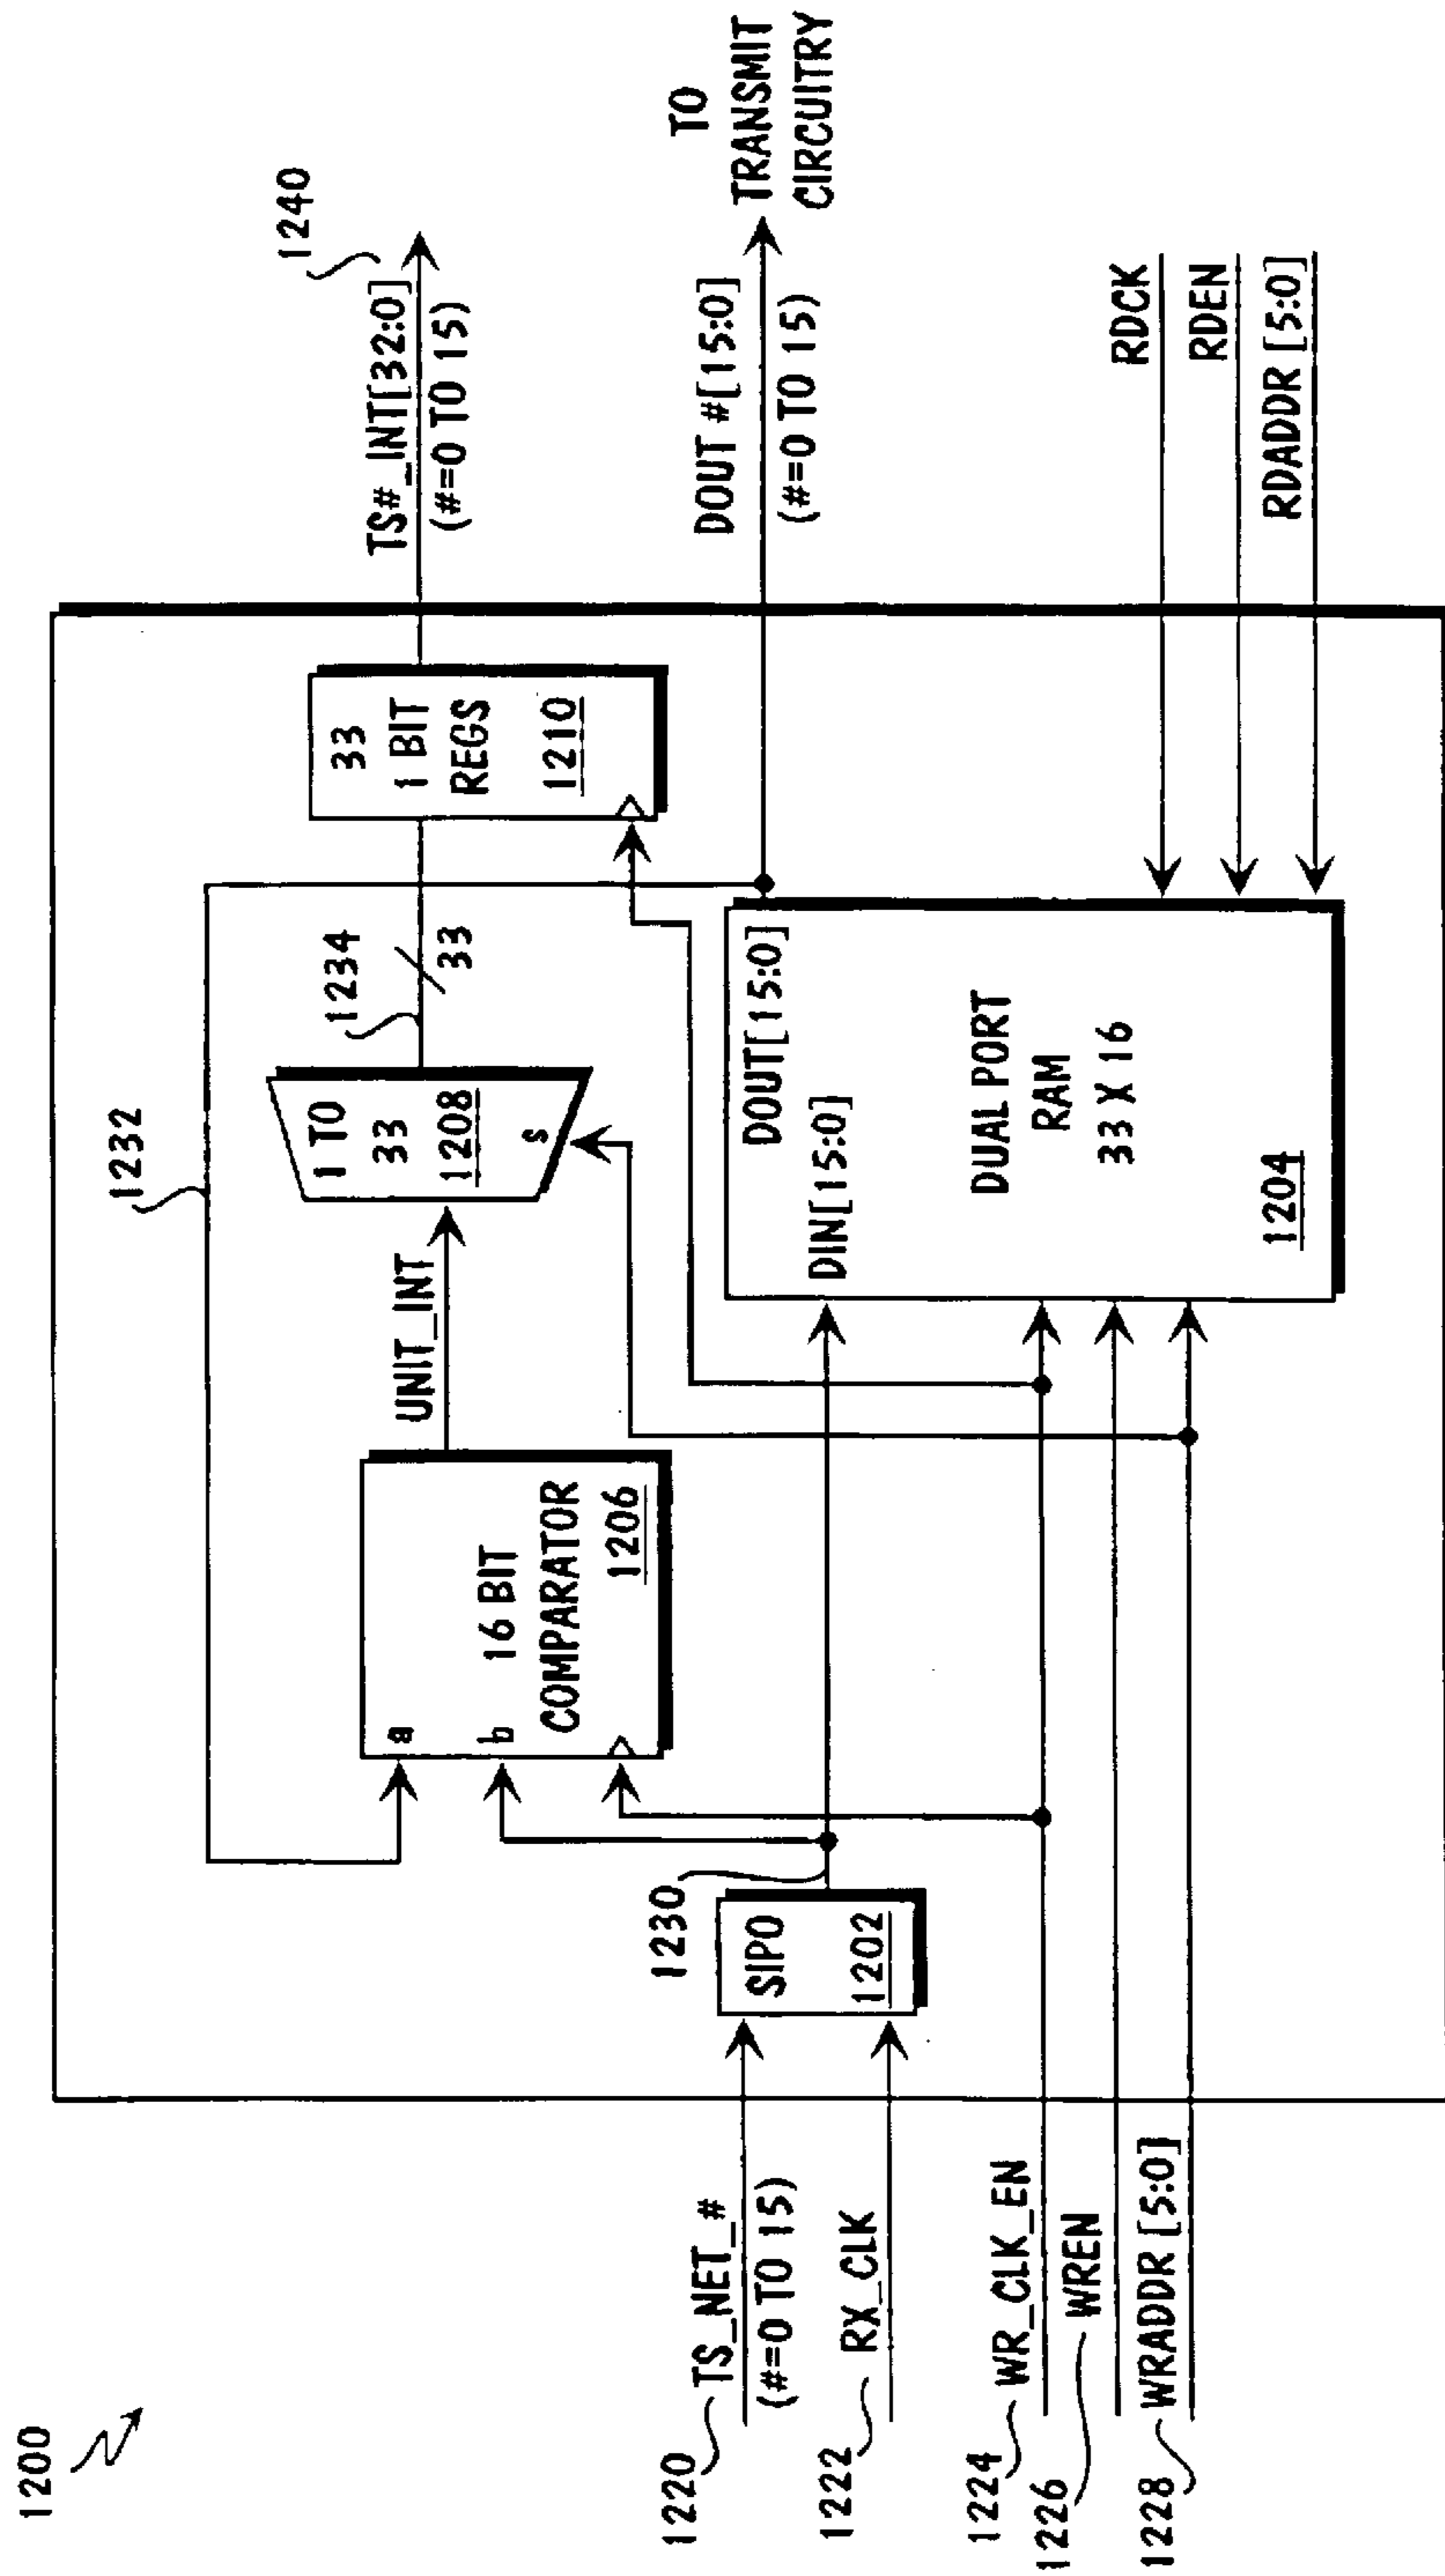 1200
1232
1234
33
1 TO
33
1208
s
33
1 BIT
REGS
1210
TS#_INT[32:0]
(#=0 TO 15)
1240
UNIT_INT
a
b
16 BIT
COMPARATOR
1206
1230
SIPO
1202
DOUT[15:0]
DIN[15:0]
DUAL PORT
RAM
33 X 16
1204
DOUT #[15:0]
(#=0 TO 15)
TO
TRANSMIT
CIRCUITRY
1220
TS_NET_#
(#=0 TO 15)
1222
RX_CLK
1224
WR_CLK_EN
1226
WREN
1228
WRADDR [5:0]
RDCK
RDEN
RDADDR [5:0]